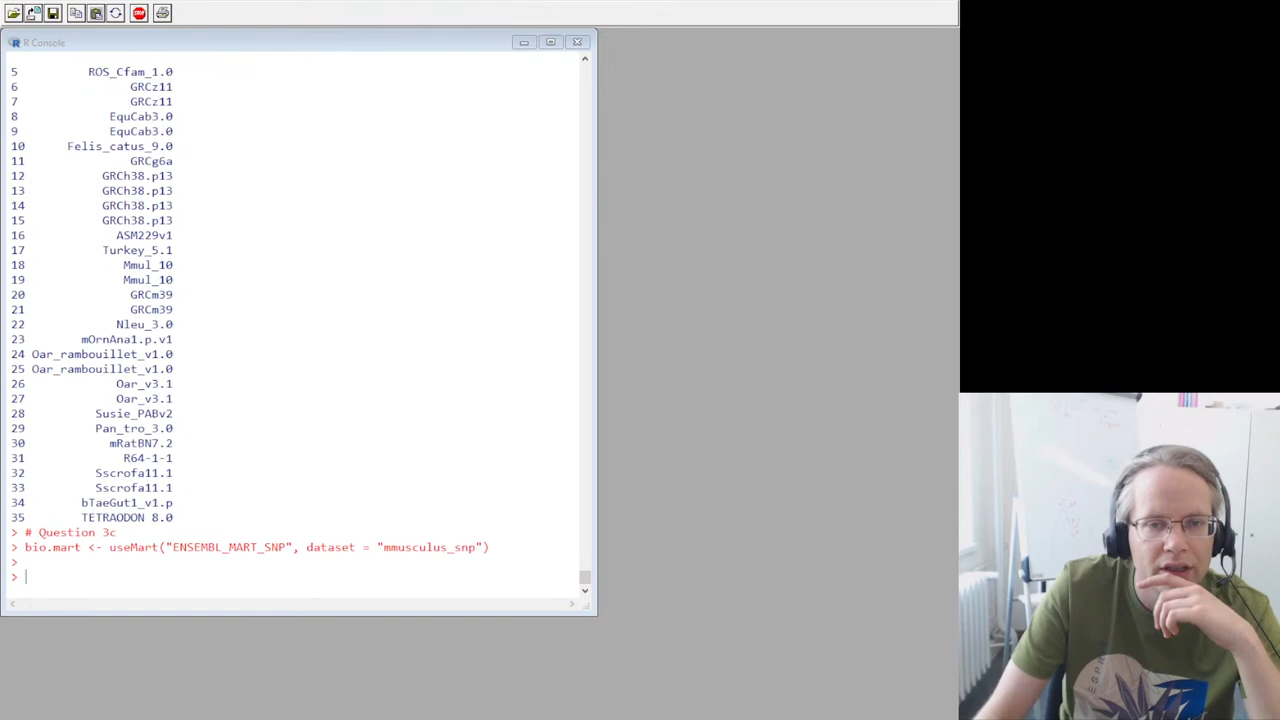 R Console
5 ROS_Cfam_1.0
6 GRCz11
7 GRCz11
8 EquCab3.0
9 EquCab3.0
10 Felis_catus_9.0
11 GRCg6a
12 GRCh38.p13
13 GRCh38.p13
14 GRCh38.p13
15 GRCh38.p13
16 ASM229v1
17 Turkey_5.1
18 Mmul_10
19 Mmul_10
20 GRCm39
21 GRCm39
22 Nleu_3.0
23 mOrnAna1.p.v1
24 Oar_rambouillet_v1.0
25 Oar_rambouillet_v1.0
26 Oar_v3.1
27 Oar_v3.1
28 Susie_PABv2
29 Pan_tro_3.0
30 mRatBN7.2
31 R64-1-1
32 Sscrofa11.1
33 Sscrofa11.1
34 bTaeGut1_v1.p
35 TETRAODON 8.0
> # Question 3c
> bio.mart <- useMart("ENSEMBL_MART_SNP", dataset = "mmusculus_snp")
>
>
STOP
ESPR